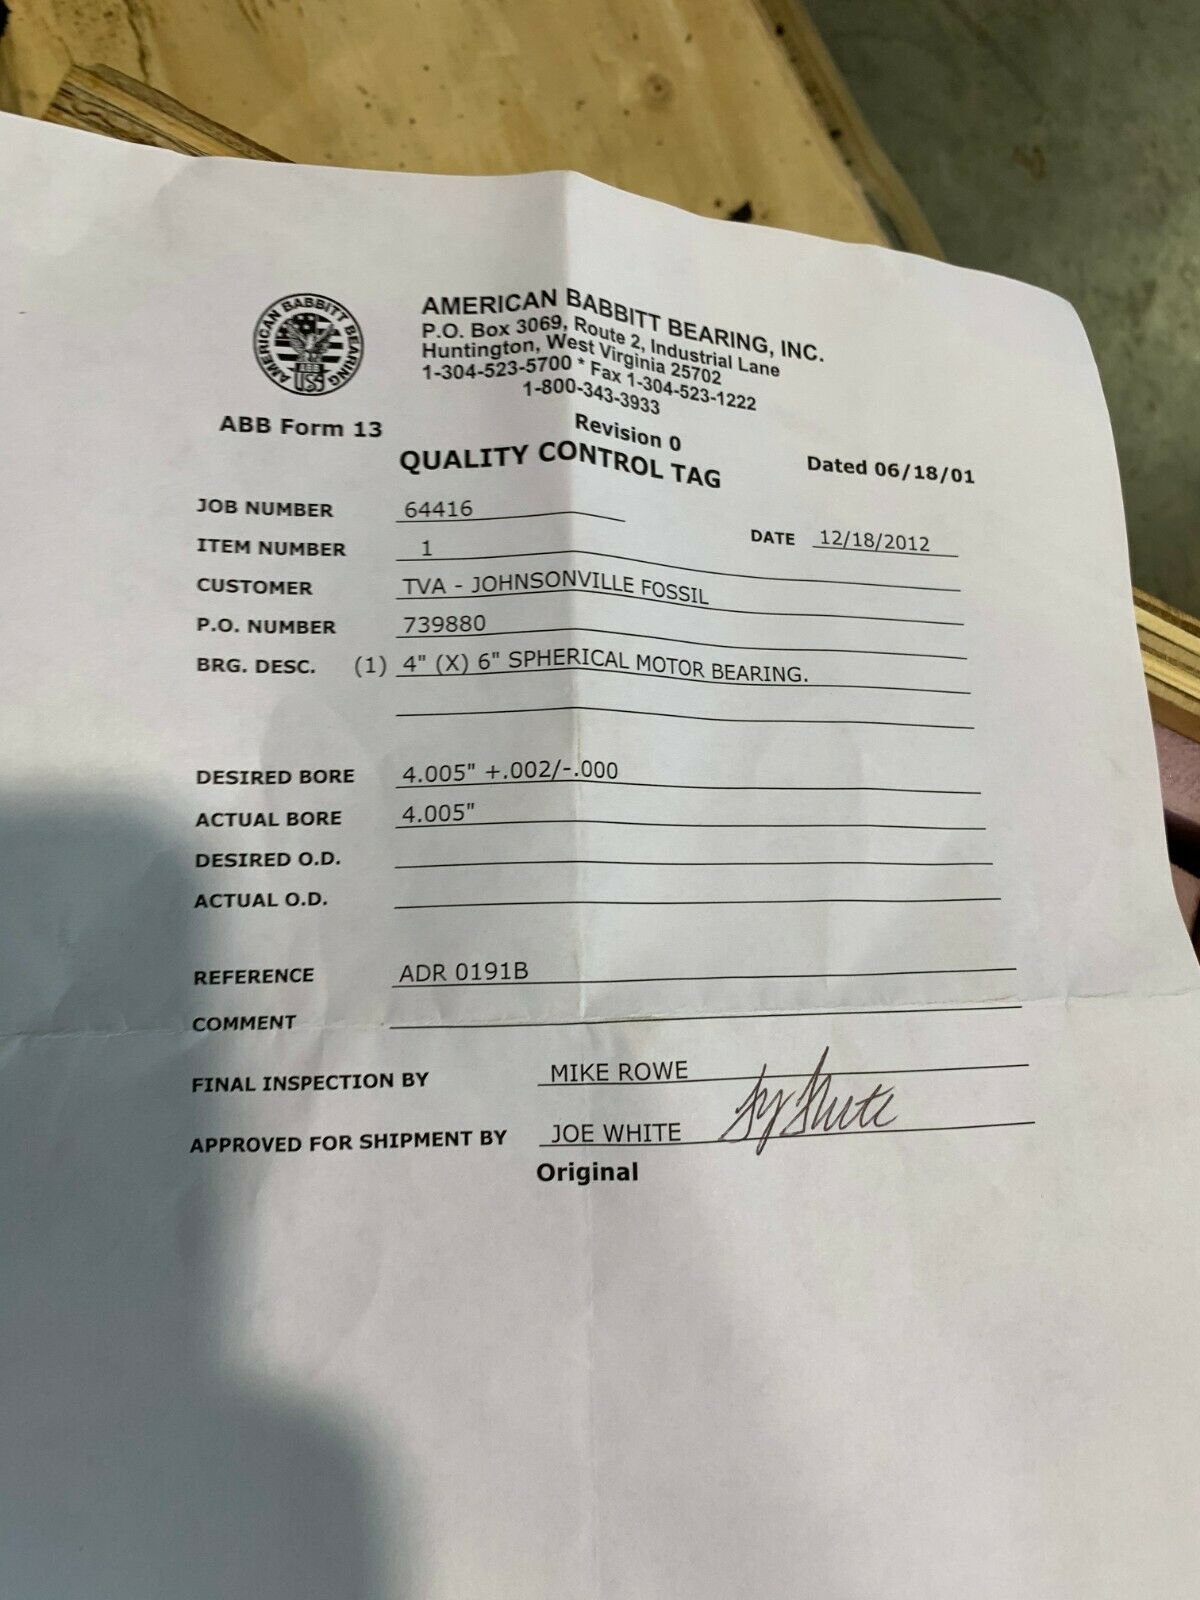 AMERICAN BABBITT BEARING
ABB
USA
AMERICAN BABBITT BEARING, INC.
P.O. Box 3069, Route 2, Industrial Lane
Huntington, West Virginia 25702
1-304-523-5700 * Fax 1-304-523-1222
1-800-343-3933
ABB Form 13 Revision 0 Dated 06/18/01
QUALITY CONTROL TAG
JOB NUMBER 64416
DATE 12/18/2012
ITEM NUMBER 1
CUSTOMER TVA - JOHNSONVILLE FOSSIL
P.O. NUMBER 739880
BRG. DESC. (1) 4" (X) 6" SPHERICAL MOTOR BEARING.
DESIRED BORE 4.005" +.002/-.000
ACTUAL BORE 4.005"
DESIRED O.D.
ACTUAL O.D.
REFERENCE ADR 0191B
COMMENT
FINAL INSPECTION BY MIKE ROWE
APPROVED FOR SHIPMENT BY JOE WHITE
Original